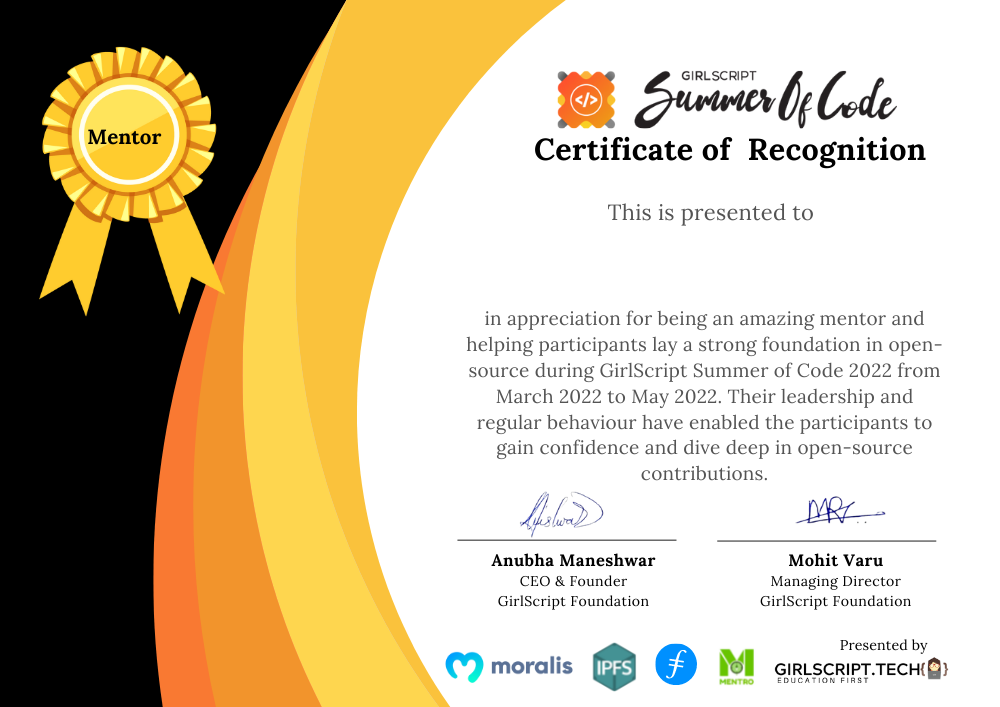 Mentor
GIRLSCRIPT
Summer Of Code
</>
Certificate of Recognition
This is presented to
in appreciation for being an amazing mentor and
helping participants lay a strong foundation in open-
source during GirlScript Summer of Code 2022 from
March 2022 to May 2022. Their leadership and
regular behaviour have enabled the participants to
gain confidence and dive deep in open-source
contributions.
Anubha Maneshwar
CEO & Founder
GirlScript Foundation
Mohit Varu
Managing Director
GirlScript Foundation
Presented by
moralis
IPFS
MENTRO
GIRLSCRIPT.TECH{ }
EDUCATION FIRST